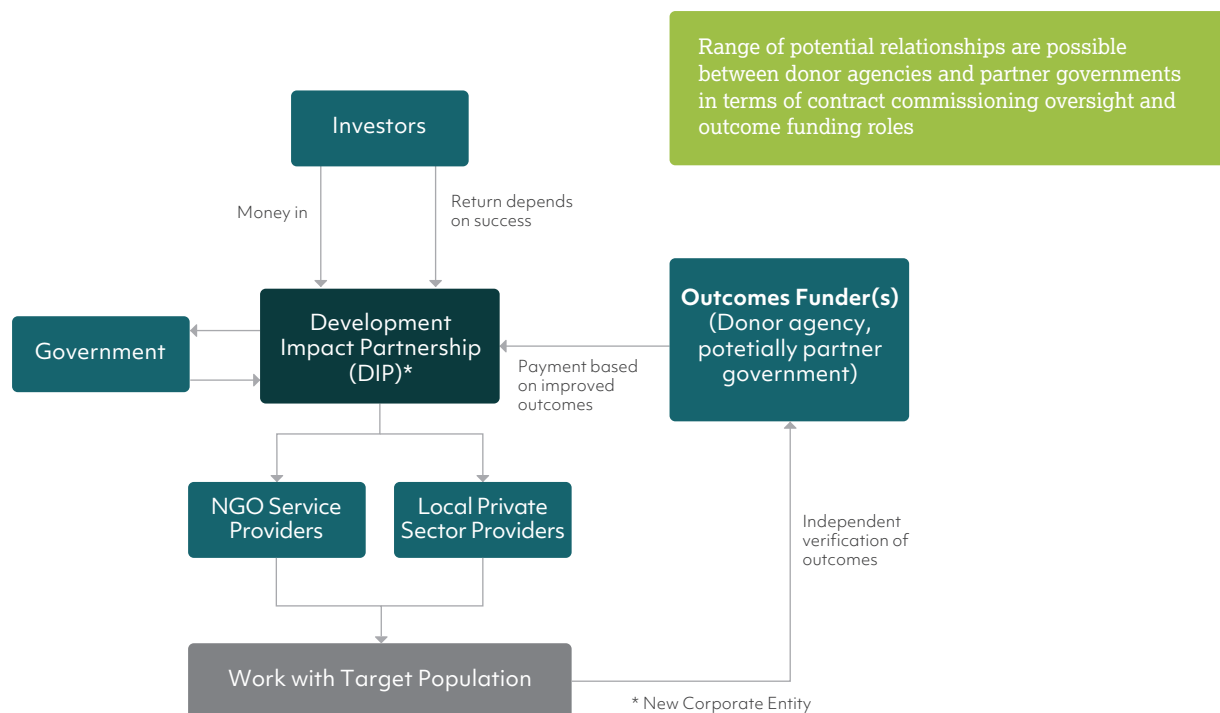 Range of potential relationships are possible
between donor agencies and partner governments
in terms of contract commissioning oversight and
outcome funding roles
Investors
Money in
Return depends
on success
Government
Development
Impact Partnership
(DIP)*
Payment based
on improved
outcomes
Outcomes Funder(s)
(Donor agency,
potetially partner
government)
NGO Service
Providers
Local Private
Sector Providers
Independent
verification of
outcomes
Work with Target Population
* New Corporate Entity